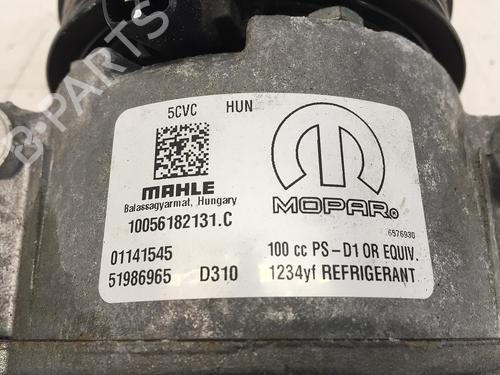 B-PARTS
5CVC HUN
MAHLE
Balassagyarmat, Hungary
10056182131.C
MOPAR®
6576930
01141545
100 cc PS-D1 OR EQUIV.
51986965 D310
1234yf REFRIGERANT